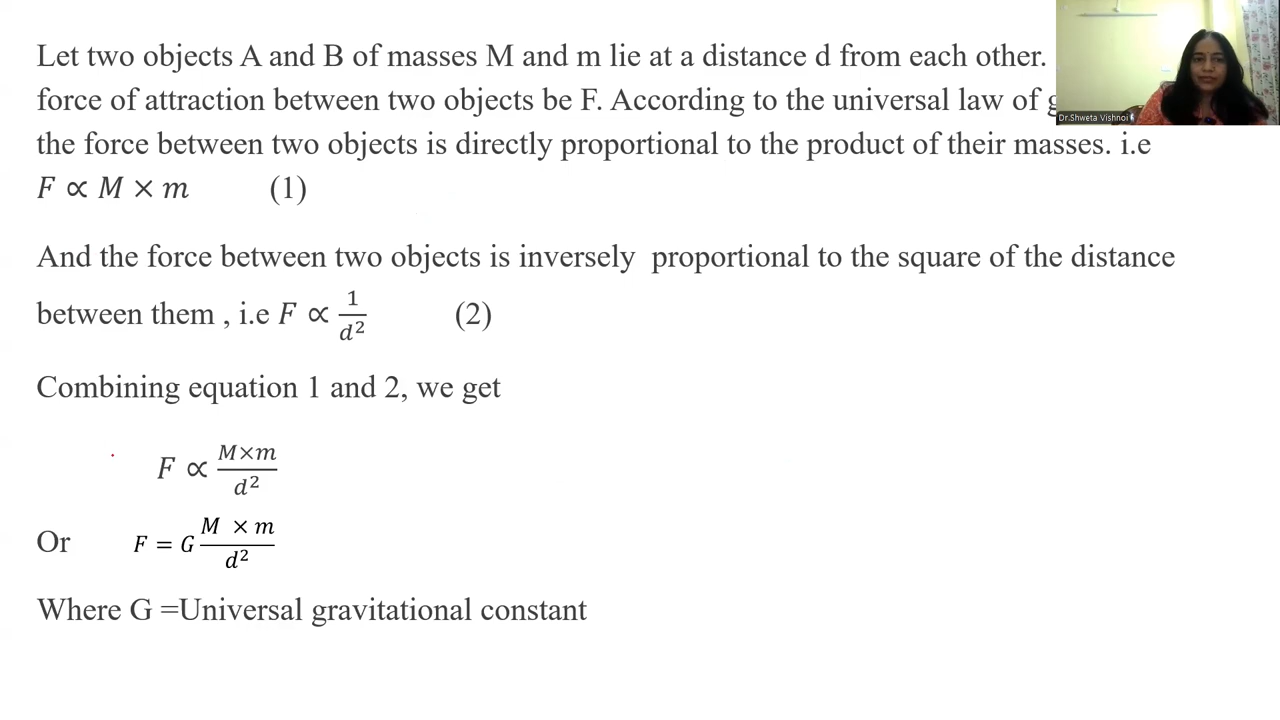 Let two objects A and B of masses M and m lie at a distance d from each other.
force of attraction between two objects be F. According to the universal law of
the force between two objects is directly proportional to the product of their masses. i.e
F ∝ M × m (1)
And the force between two objects is inversely proportional to the square of the distance
between them , i.e F ∝ 1/d² (2)
Combining equation 1 and 2, we get
F ∝ M×m/d²
Or F = G M × m/d²
Where G =Universal gravitational constant
Dr.Shweta Vishnoi